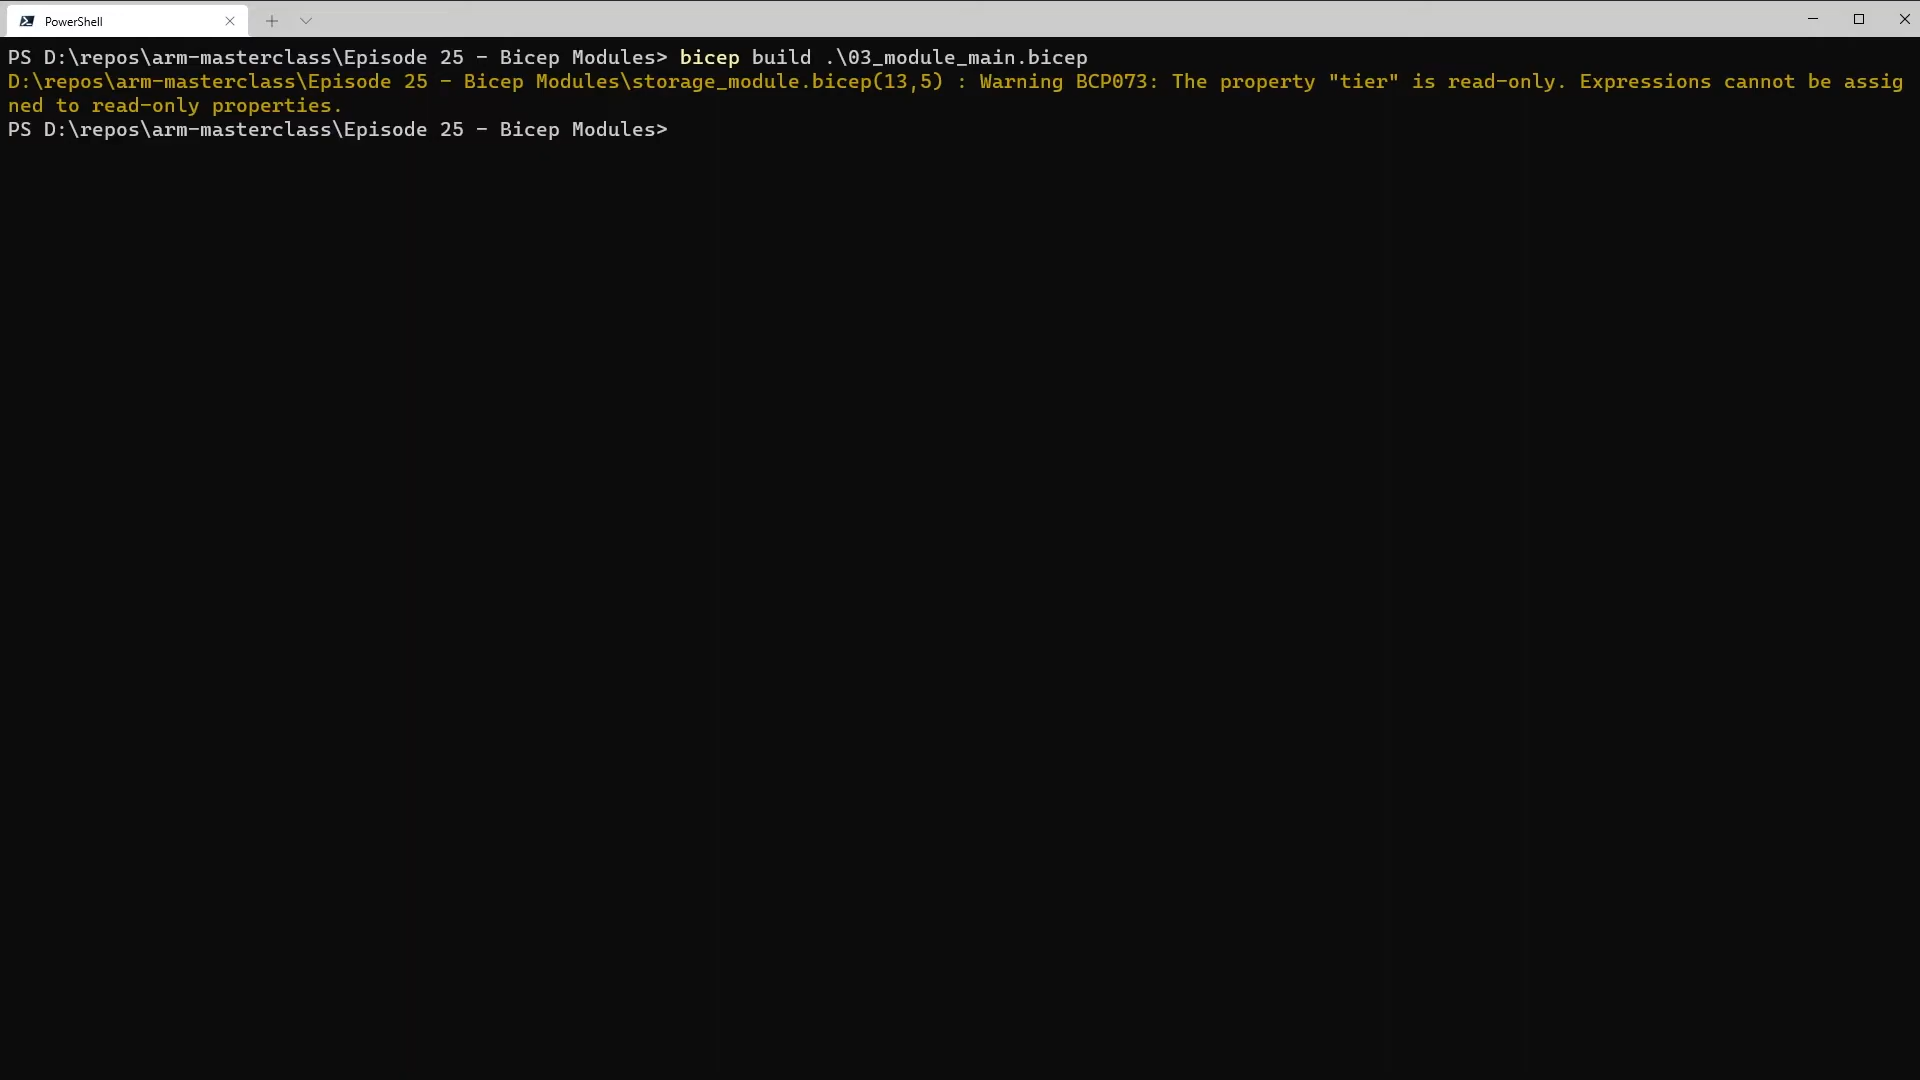 PowerShell
PS D:\repos\arm-masterclass\Episode 25 - Bicep Modules> bicep build .\03_module_main.bicep
D:\repos\arm-masterclass\Episode 25 - Bicep Modules\storage_module.bicep(13,5) : Warning BCP073: The property "tier" is read-only. Expressions cannot be assig
ned to read-only properties.
PS D:\repos\arm-masterclass\Episode 25 - Bicep Modules>